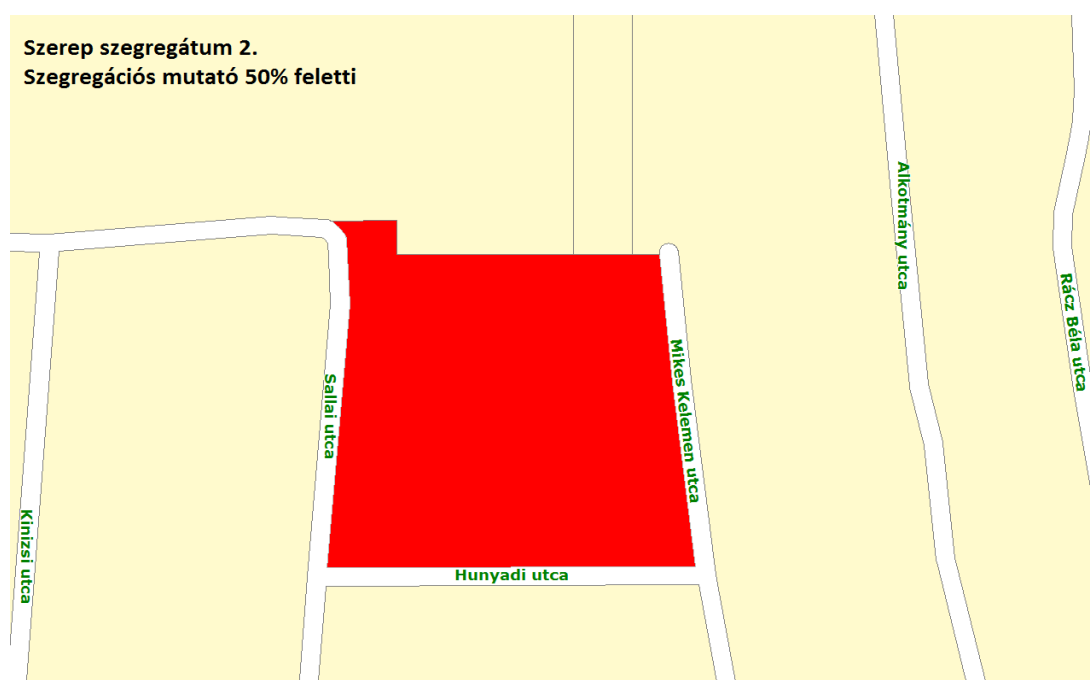 Szerep szegregátum 2.
Szegregációs mutató 50% feletti
Alkotmány utca
Rácz Béla utca
Mikes Kelemen utca
Sallai utca
Kinizsi utca
Hunyadi utca